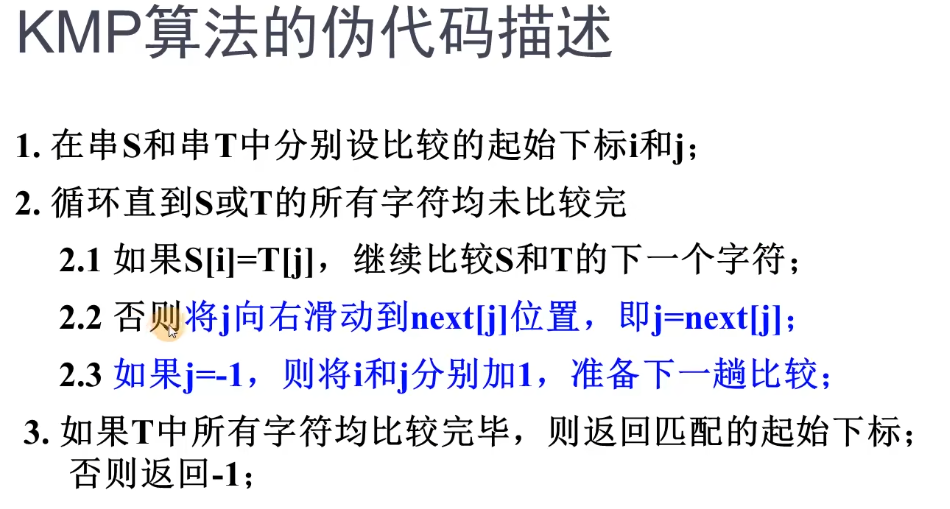 KMP算法的伪代码描述
1. 在串S和串T中分别设比较的起始下标i和j；
2. 循环直到S或T的所有字符均未比较完
2.1 如果S[i]=T[j]，继续比较S和T的下一个字符；
2.2 否则将j向右滑动到next[j]位置，即j=next[j]；
2.3 如果j=-1，则将i和j分别加1，准备下一趟比较；
3. 如果T中所有字符均比较完毕，则返回匹配的起始下标；
否则返回-1；